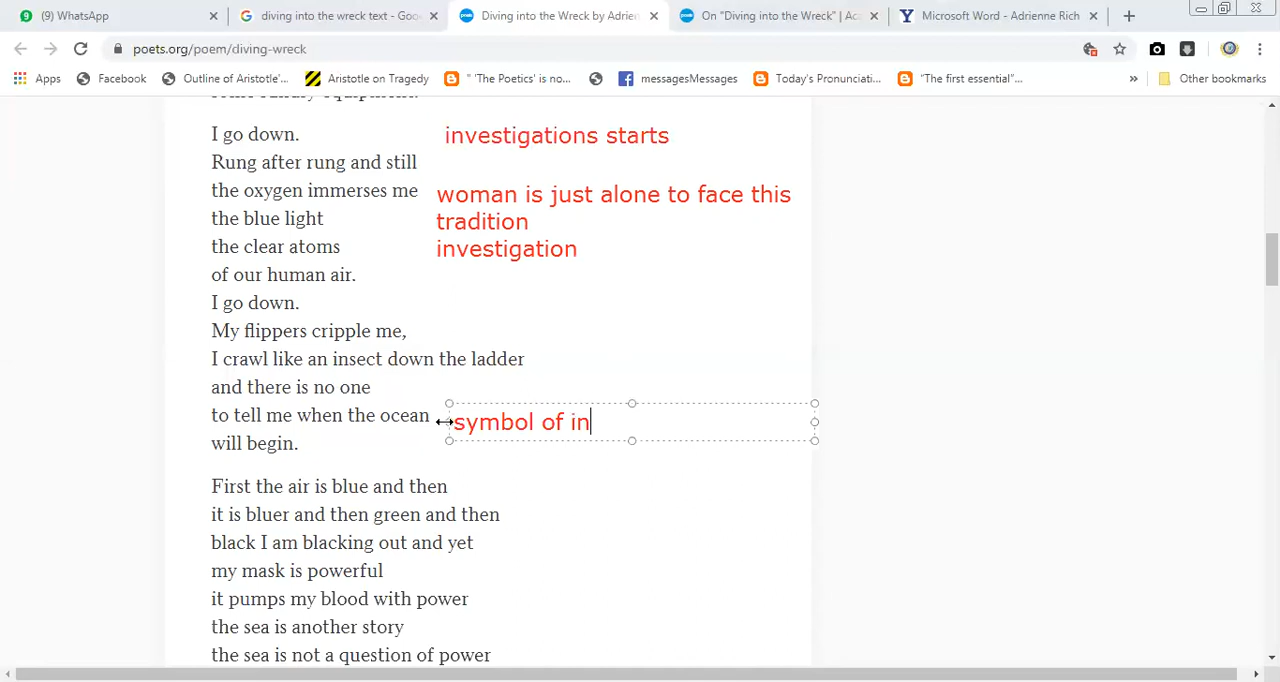 (9) WhatsApp
diving into the wreck text - Goo
Diving into the Wreck by Adrien
On "Diving into the Wreck" | Aca
Microsoft Word - Adrienne Rich
poets.org/poem/diving-wreck
Apps
Facebook
Outline of Aristotle'...
Aristotle on Tragedy
" 'The Poetics' is no...
messagesMessages
Today's Pronunciati...
"The first essential"...
Other bookmarks
I go down.
investigations starts
Rung after rung and still
the oxygen immerses me
woman is just alone to face this
the blue light
tradition
the clear atoms
investigation
of our human air.
I go down.
My flippers cripple me,
I crawl like an insect down the ladder
and there is no one
to tell me when the ocean
symbol of in
will begin.
First the air is blue and then
it is bluer and then green and then
black I am blacking out and yet
my mask is powerful
it pumps my blood with power
the sea is another story
the sea is not a question of power